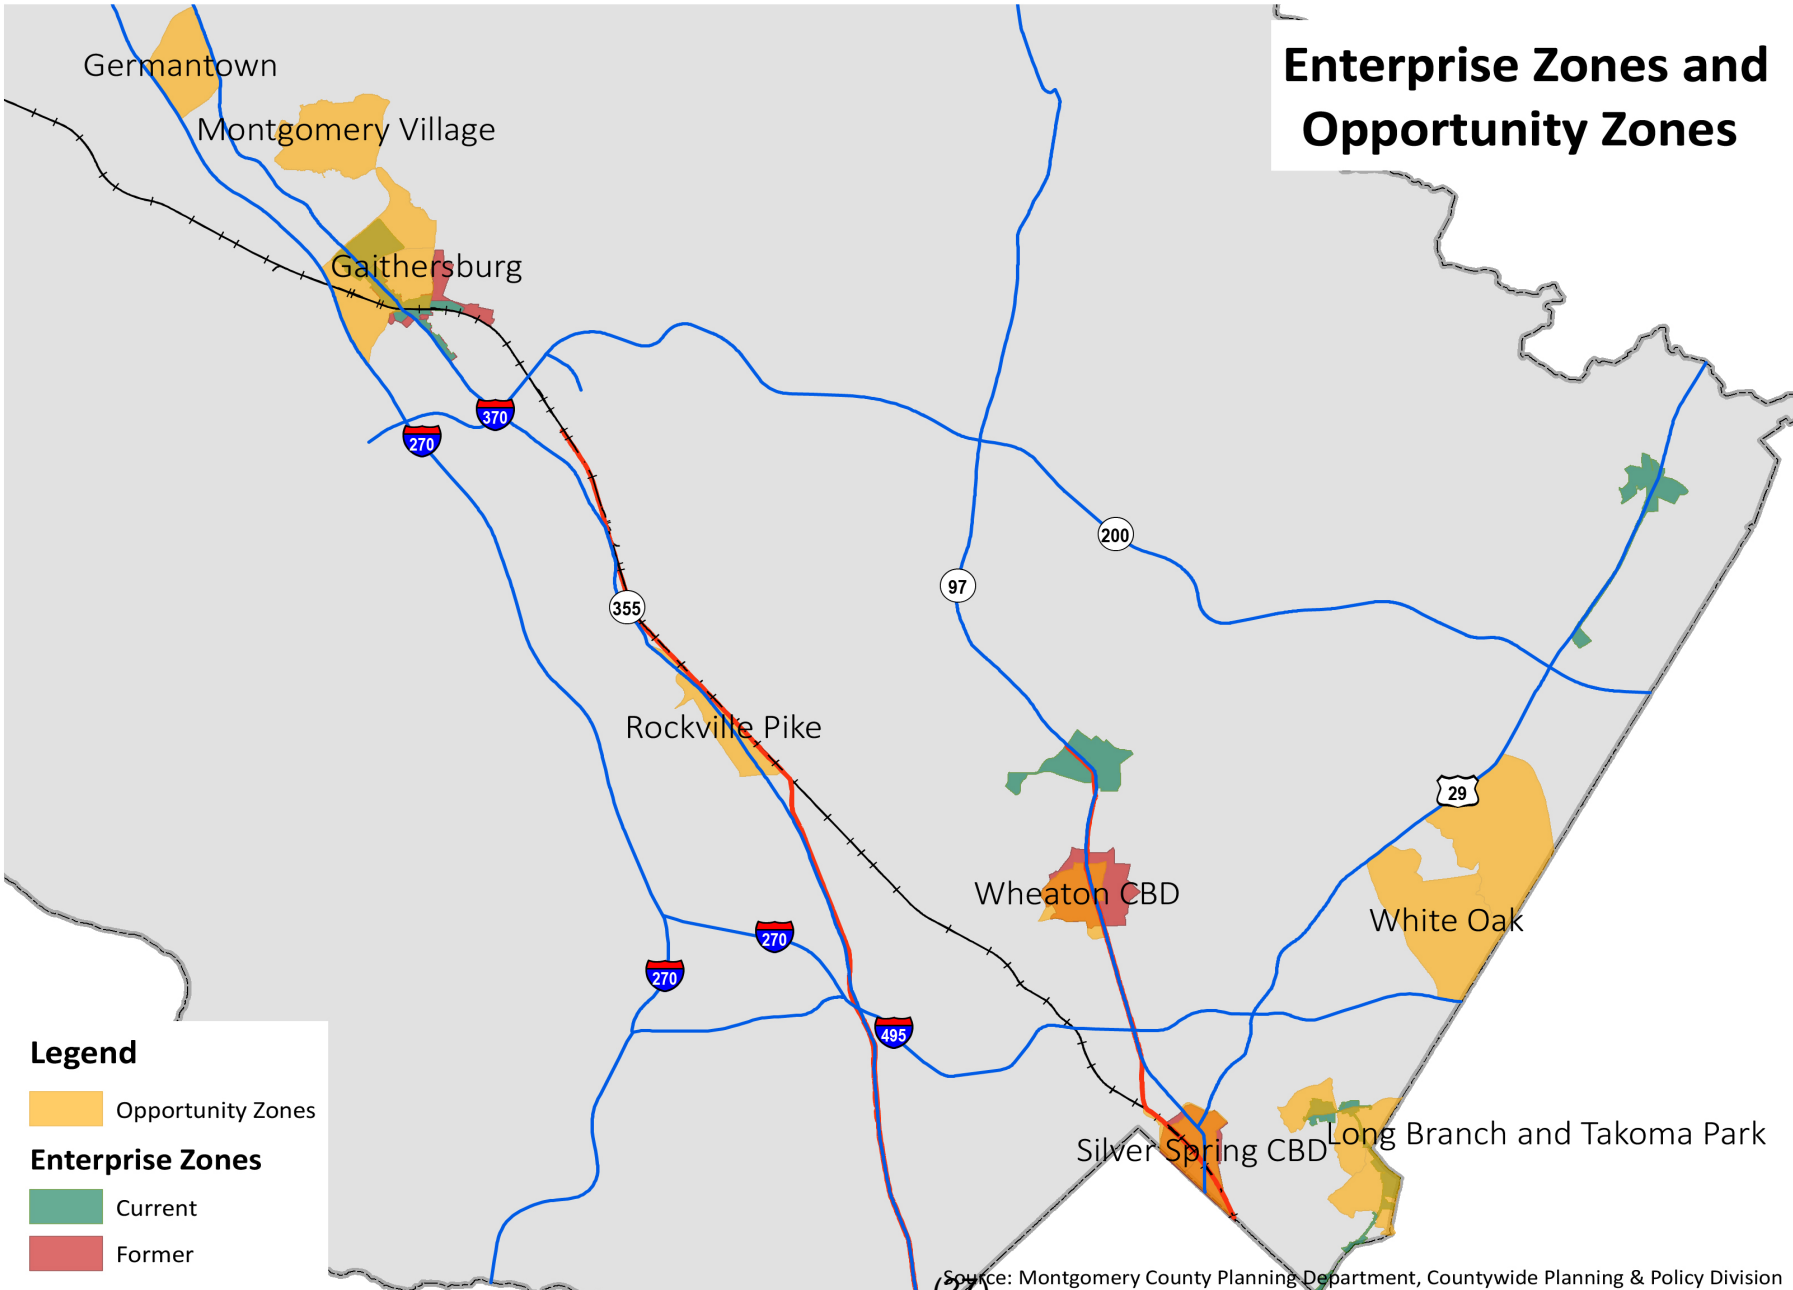 Enterprise Zones and
Opportunity Zones
Germantown
Montgomery Village
Gaithersburg
370
270
200
97
355
Rockville Pike
29
Wheaton CBD
White Oak
270
270
495
Long Branch and Takoma Park
Silver Spring CBD
Legend
Opportunity Zones
Enterprise Zones
Current
Former
Source: Montgomery County Planning Department, Countywide Planning & Policy Division